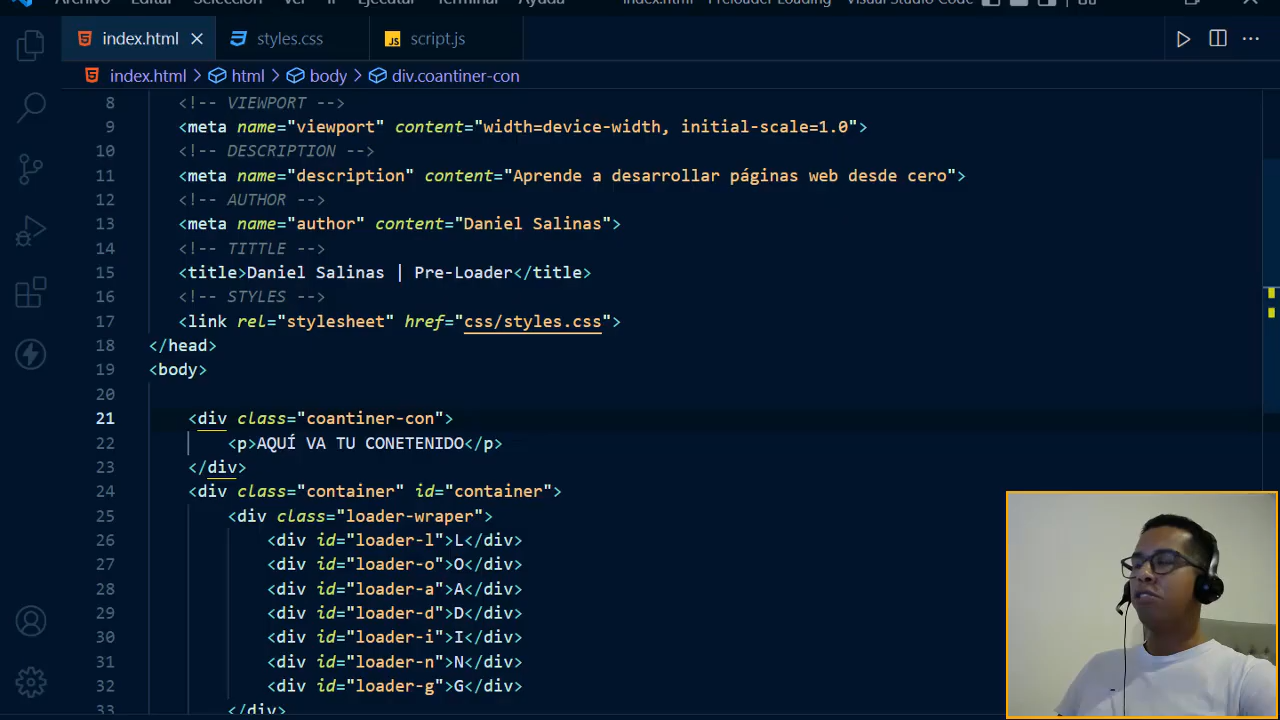 Archivo Editar Selección Ver Ir Ejecutar Terminal Ayuda index.html - Preloader Loading - Visual Studio Code
index.html styles.css script.js
index.html > html > body > div.coantiner-con
8 <!-- VIEWPORT -->
9 <meta name="viewport" content="width=device-width, initial-scale=1.0">
10 <!-- DESCRIPTION -->
11 <meta name="description" content="Aprende a desarrollar páginas web desde cero">
12 <!-- AUTHOR -->
13 <meta name="author" content="Daniel Salinas">
14 <!-- TITTLE -->
15 <title>Daniel Salinas | Pre-Loader</title>
16 <!-- STYLES -->
17 <link rel="stylesheet" href="css/styles.css">
18 </head>
19 <body>
20
21 <div class="coantiner-con">
22 <p>AQUÍ VA TU CONETENIDO</p>
23 </div>
24 <div class="container" id="container">
25 <div class="loader-wraper">
26 <div id="loader-l">L</div>
27 <div id="loader-o">O</div>
28 <div id="loader-a">A</div>
29 <div id="loader-d">D</div>
30 <div id="loader-i">I</div>
31 <div id="loader-n">N</div>
32 <div id="loader-g">G</div>
33 </div>